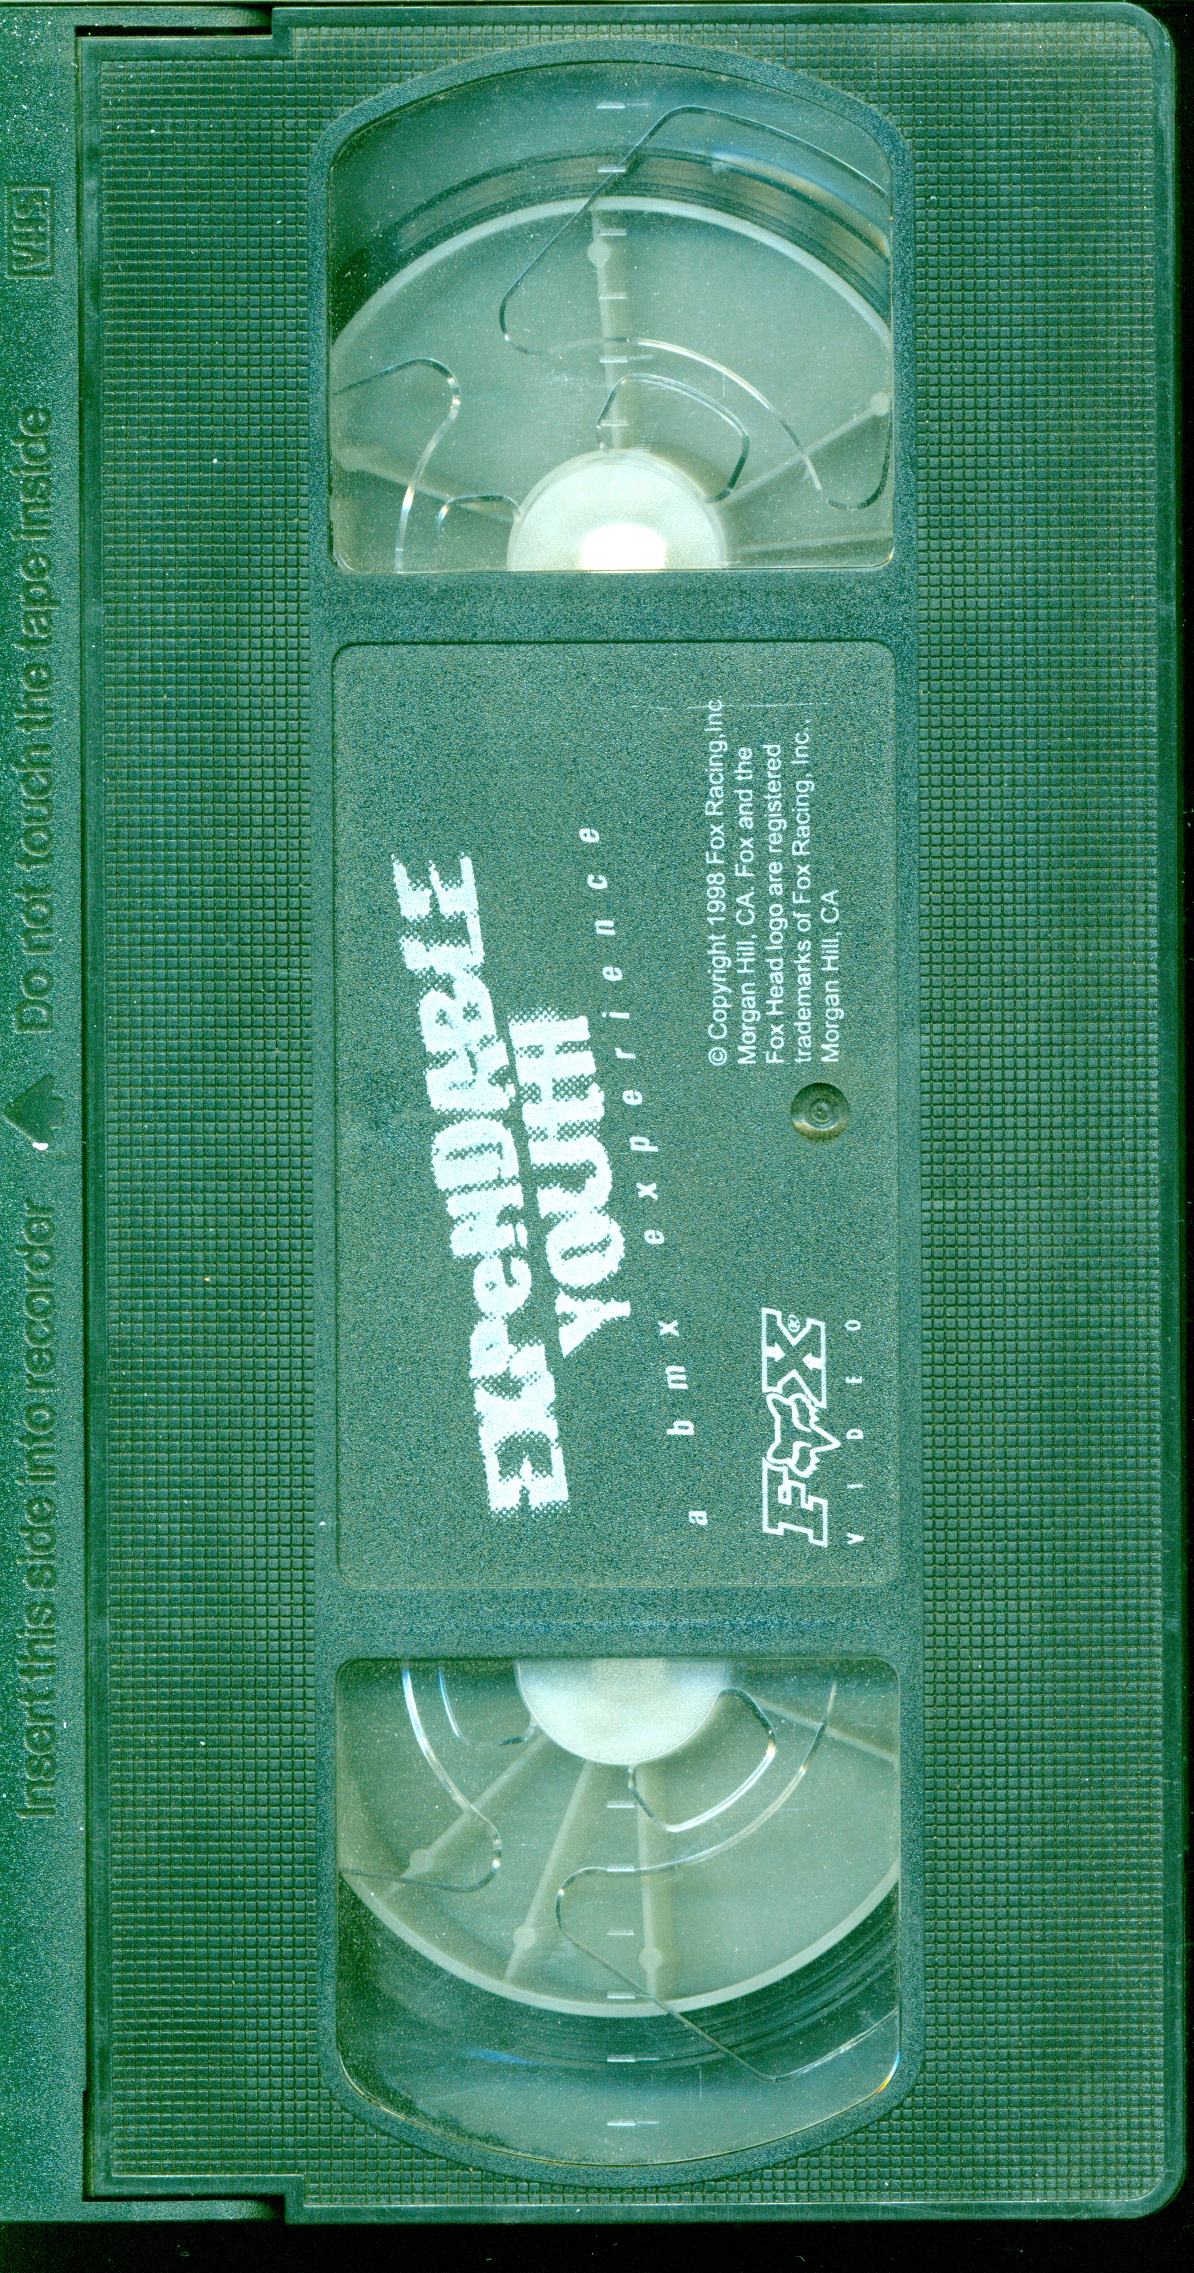 VHS
Insert this side into recorder Do not touch the tape inside
EXPeNDABLE
YOUTH
a bmx experience
© Copyright 1998 Fox Racing,Inc.
Morgan Hill, CA. Fox and the
Fox Head logo are registered
trademarks of Fox Racing, Inc.,
Morgan Hill, CA
FOX®
VIDEO